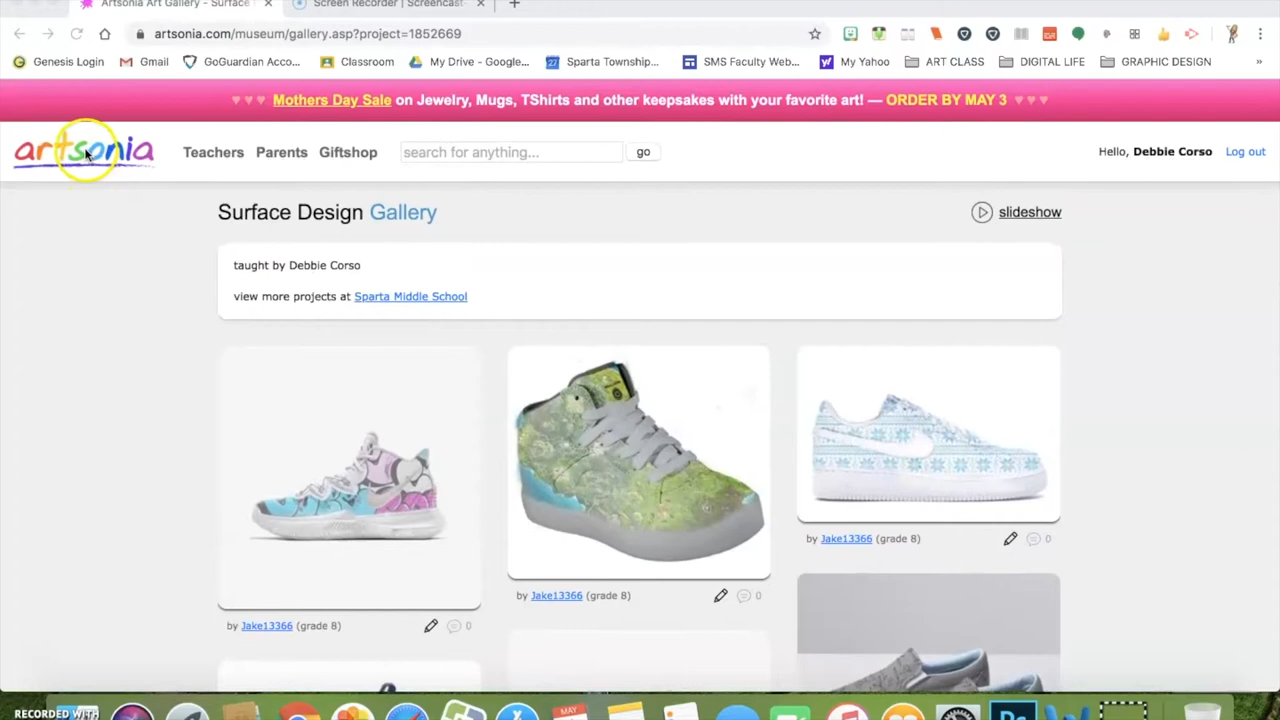 Artsonia Art Gallery - Surface
Screen Recorder | Screencast-
artsonia.com/museum/gallery.asp?project=1852669
Genesis Login Gmail GoGuardian Acco... Classroom My Drive - Google... Sparta Township... SMS Faculty Web... My Yahoo ART CLASS DIGITAL LIFE GRAPHIC DESIGN »
Mothers Day Sale on Jewelry, Mugs, TShirts and other keepsakes with your favorite art! — ORDER BY MAY 3
artsonia Teachers Parents Giftshop search for anything... go Hello, Debbie Corso Log out
Surface Design Gallery slideshow
taught by Debbie Corso
view more projects at Sparta Middle School
by Jake13366 (grade 8) 0
by Jake13366 (grade 8) 0
by Jake13366 (grade 8) 0
RECORDED WITH
MAY
Ps